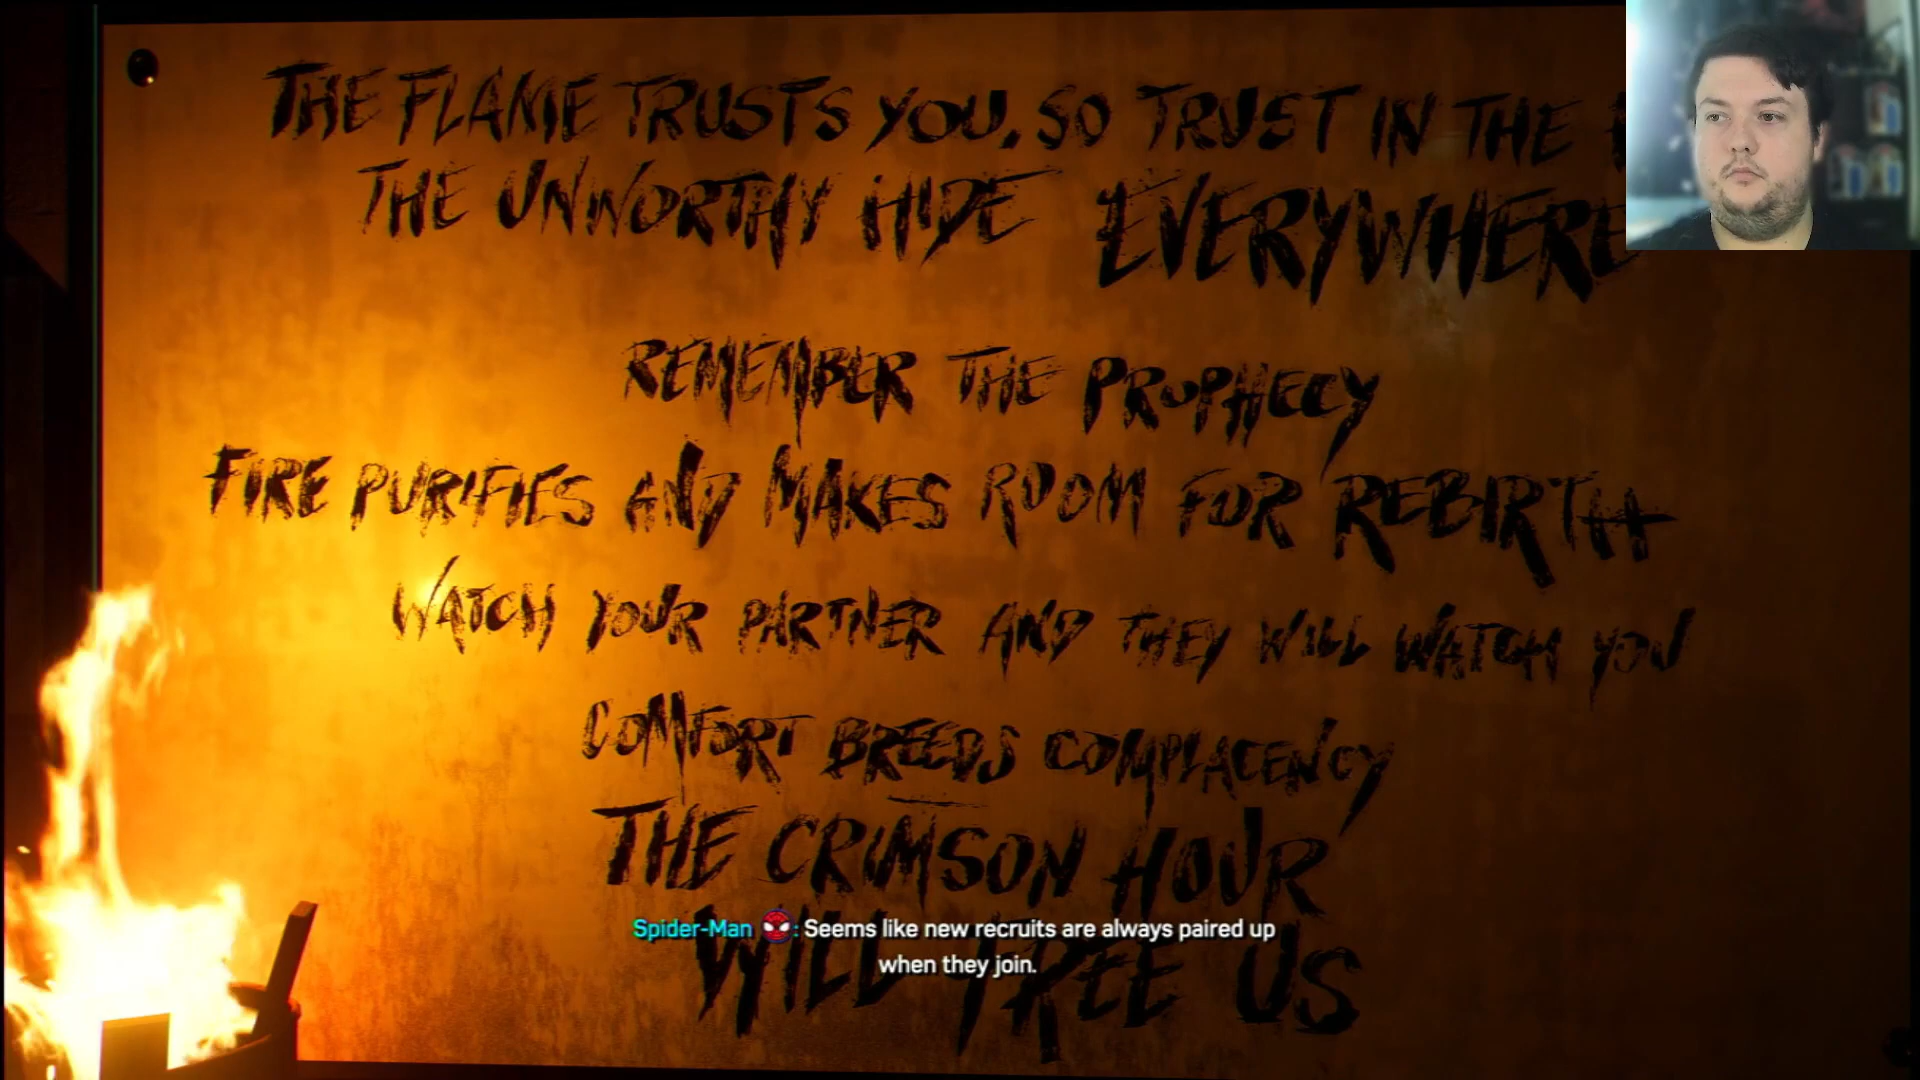 THE FLAME TRUSTS YOU, SO TRUST IN THE
THE UNWORTHY HIDE EVERYWHERE
REMEMBER THE PROPHECY
FIRE PURIFIES AND MAKES ROOM FOR REBIRTH
WATCH YOUR PARTNER AND THEY WILL WATCH YOU
COMFORT BREEDS COMPLACENCY
THE CRIMSON HOUR
WILL FREE US
Spider-Man : Seems like new recruits are always paired up
when they join.